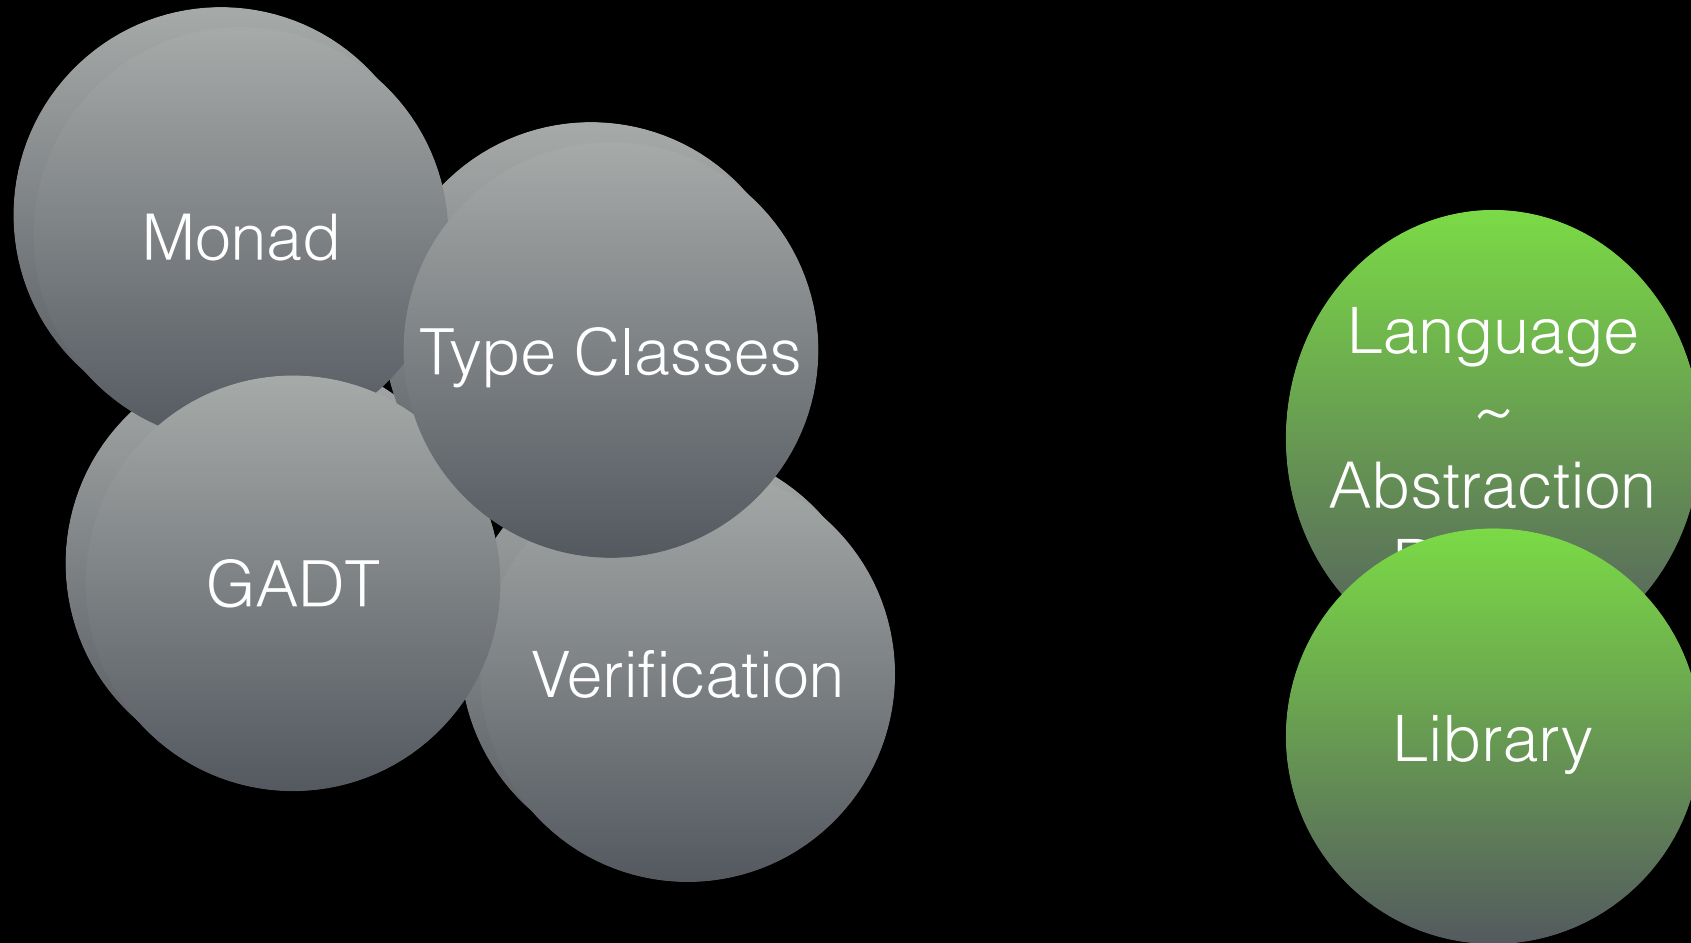 Monad
Type Classes
GADT
Verification
Language
~
Abstraction
Library